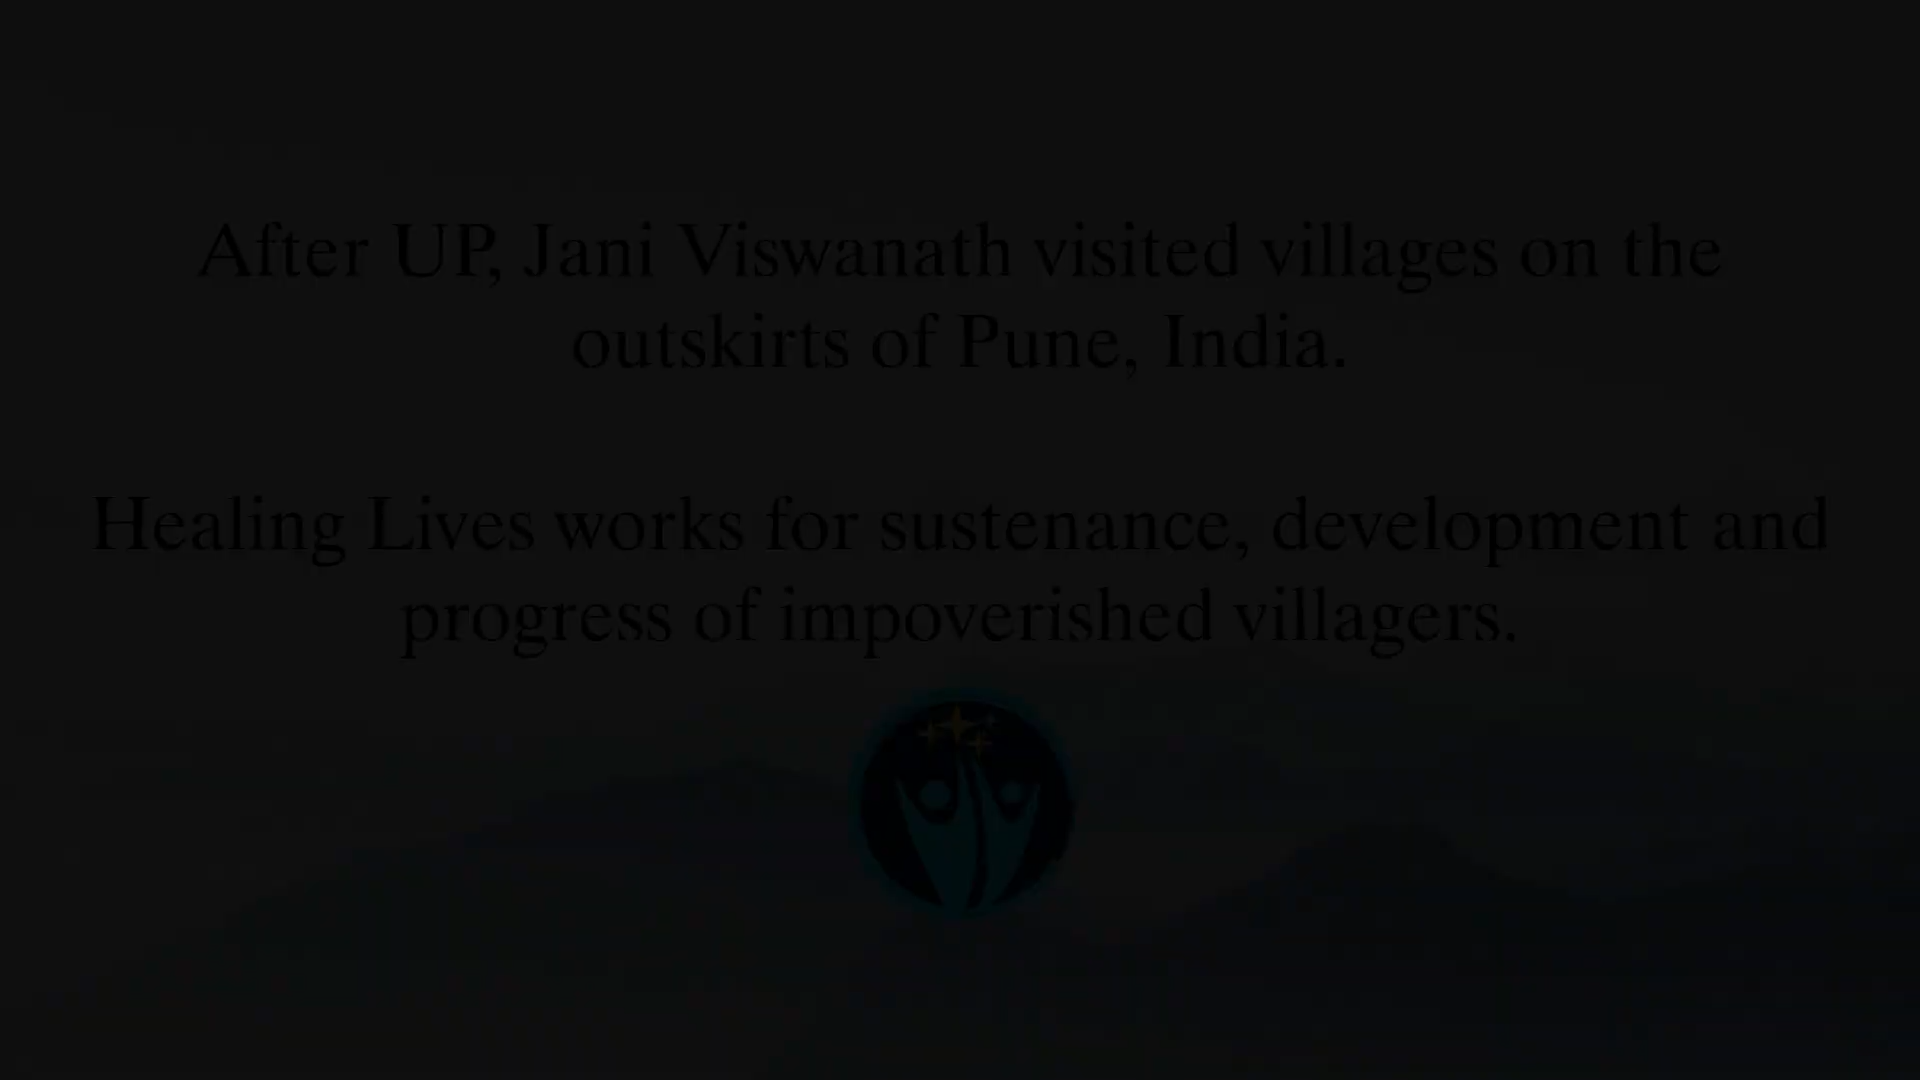 After UP, Jani Viswanath visited villages on the
outskirts of Pune, India.
Healing Lives works for sustenance, development and
progress of impoverished villagers.